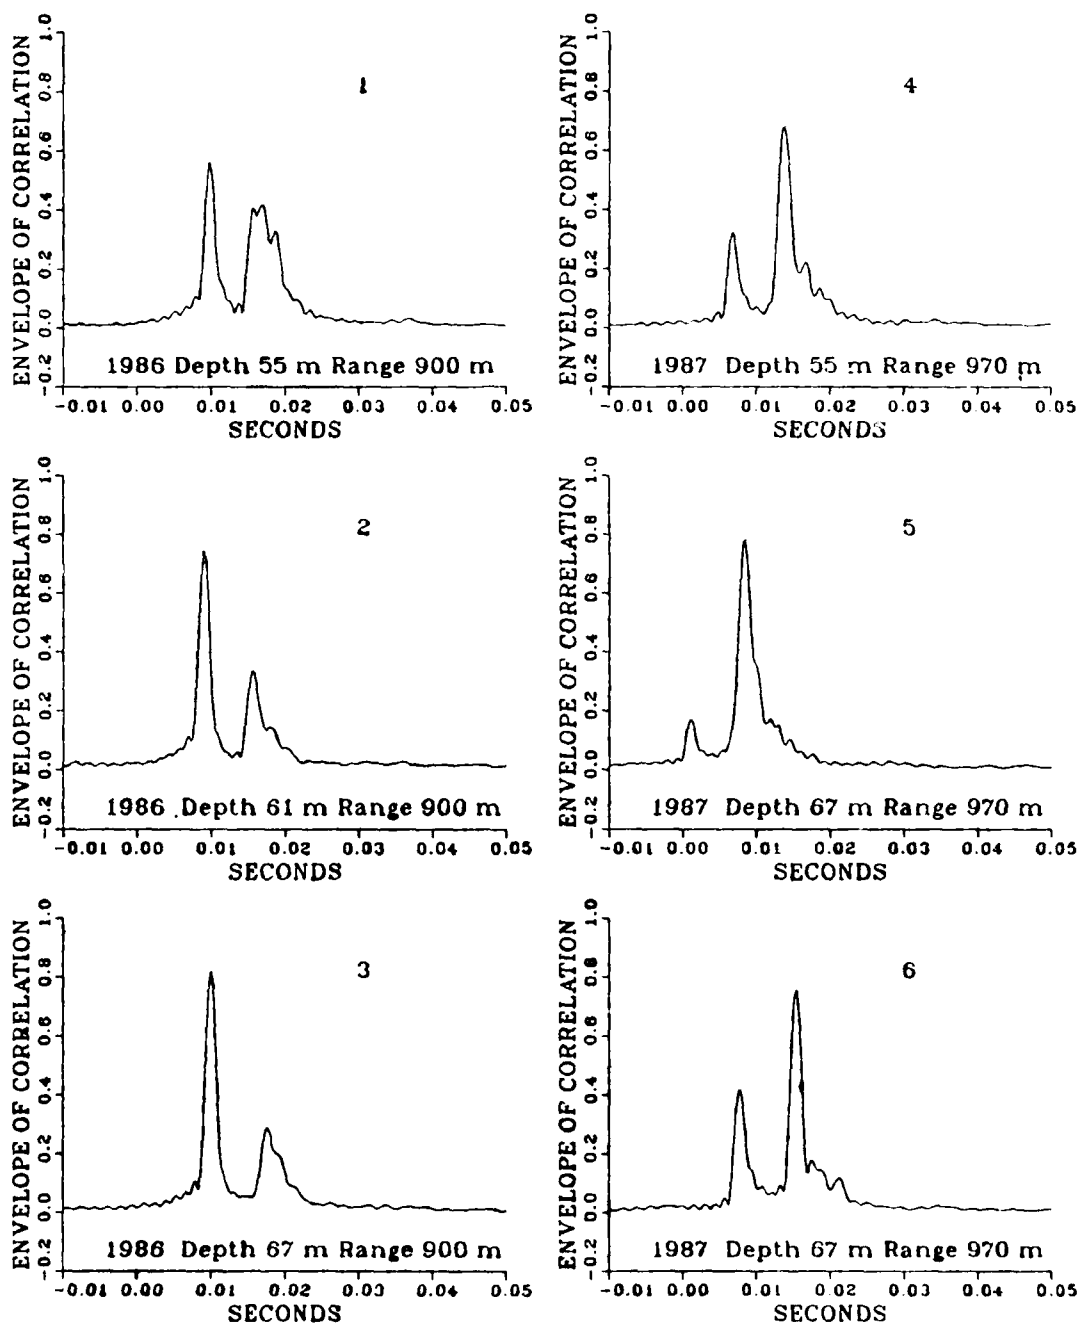 ENVELOPE OF CORRELATION
-0.2 0.0 0.2 0.4 0.6 0.8 1.0
1
1986 Depth 55 m Range 900 m
-0.01 0.00 0.01 0.02 0.03 0.04 0.05
SECONDS
ENVELOPE OF CORRELATION
-0.2 0.0 0.2 0.4 0.6 0.8 1.0
4
1987 Depth 55 m Range 970 m
-0.01 0.00 0.01 0.02 0.03 0.04 0.05
SECONDS
ENVELOPE OF CORRELATION
-0.2 0.0 0.2 0.4 0.6 0.8 1.0
2
1986 Depth 61 m Range 900 m
-0.01 0.00 0.01 0.02 0.03 0.04 0.05
SECONDS
ENVELOPE OF CORRELATION
-0.2 0.0 0.2 0.4 0.6 0.8 1.0
5
1987 Depth 67 m Range 970 m
-0.01 0.00 0.01 0.02 0.03 0.04 0.05
SECONDS
ENVELOPE OF CORRELATION
-0.2 0.0 0.2 0.4 0.6 0.8 1.0
3
1986 Depth 67 m Range 900 m
-0.01 0.00 0.01 0.02 0.03 0.04 0.05
SECONDS
ENVELOPE OF CORRELATION
-0.2 0.0 0.2 0.4 0.6 0.8 1.0
6
1987 Depth 67 m Range 970 m
-0.01 0.00 0.01 0.02 0.03 0.04 0.05
SECONDS